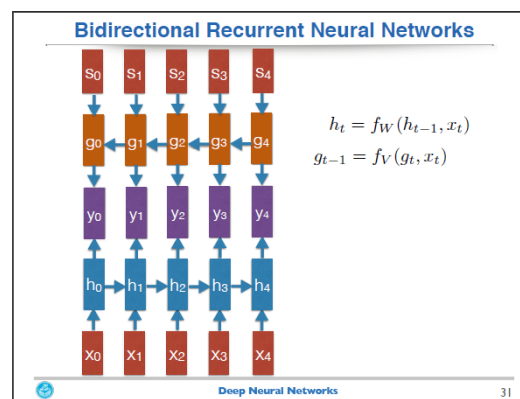 Bidirectional Recurrent Neural Networks
s₀ s₁ s₂ s₃ s₄
g₀ g₁ g₂ g₃ g₄
y₀ y₁ y₂ y₃ y₄
h₀ h₁ h₂ h₃ h₄
x₀ x₁ x₂ x₃ x₄
hₜ = f_W(hₜ₋₁, xₜ)
gₜ₋₁ = f_V(gₜ, xₜ)
Deep Neural Networks
31